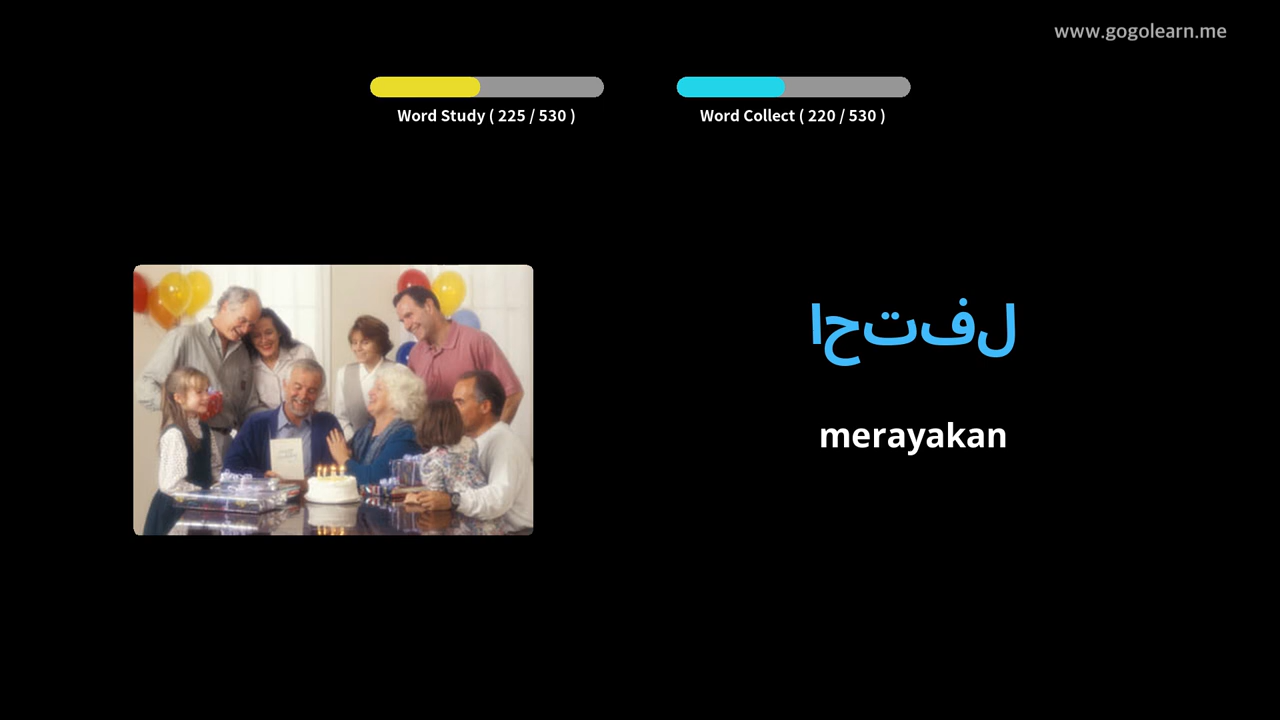 www.gogolearn.me
Word Study ( 225 / 530 )
Word Collect ( 220 / 530 )
احتفل
merayakan